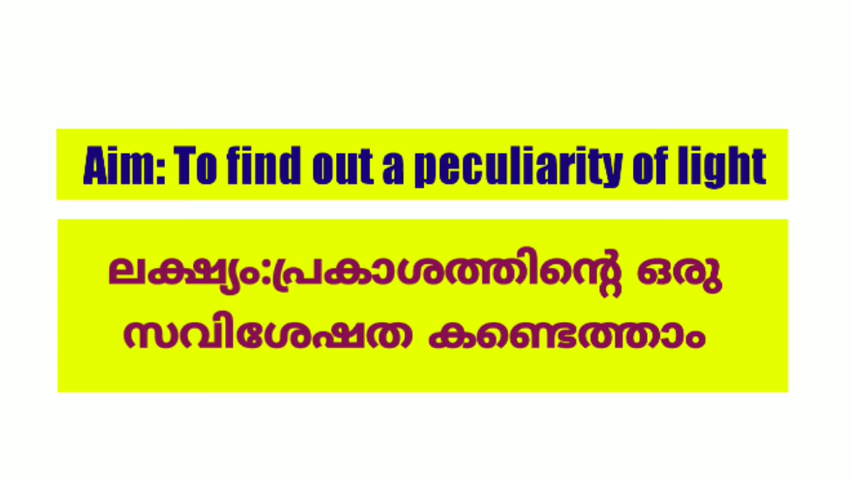 Aim: To find out a peculiarity of light
ലക്ഷ്യം:പ്രകാശത്തിന്റെ ഒരു
സവിശേഷത കണ്ടെത്താം